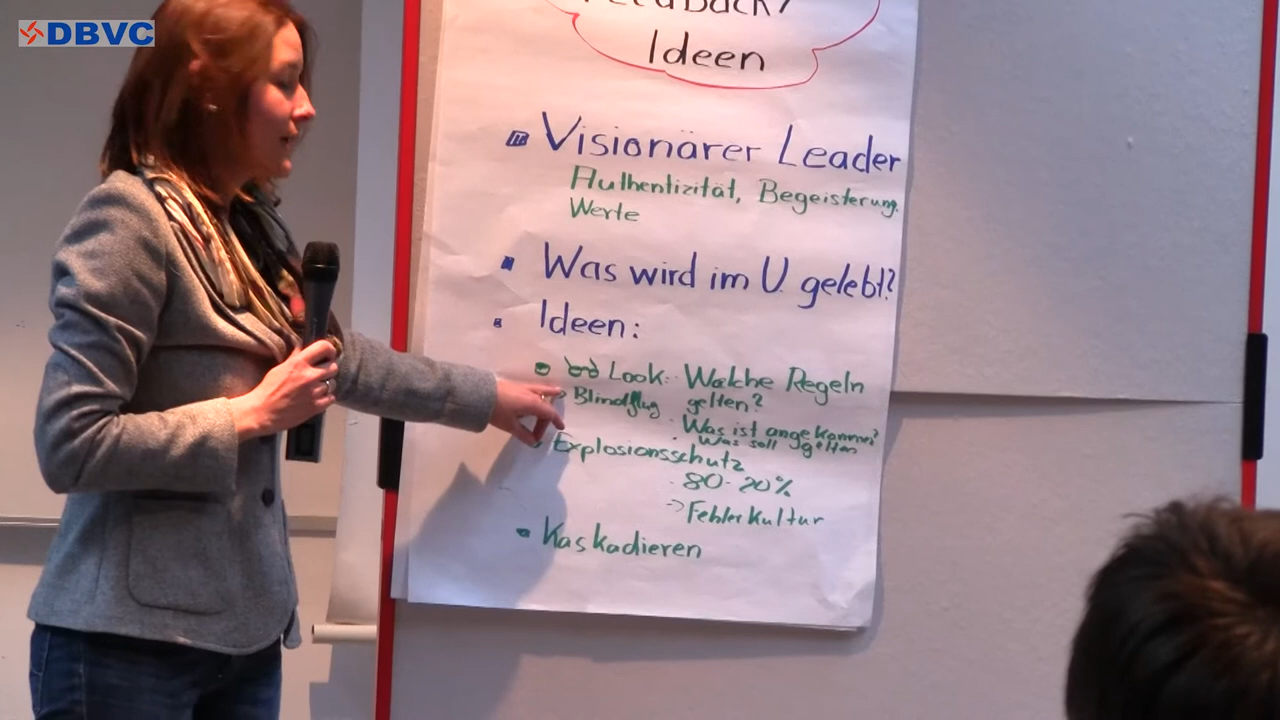 DBVC
Feedback/
Ideen
Visionärer Leader
Authentizität, Begeisterung.
Werte
Was wird im U. gelebt?
Ideen:
Look: Welche Regeln
Blindflug gelten?
Was ist angekommen?
Was soll gelten
Explosionsschutz
80-20%
-> Fehlerkultur
Kaskadieren